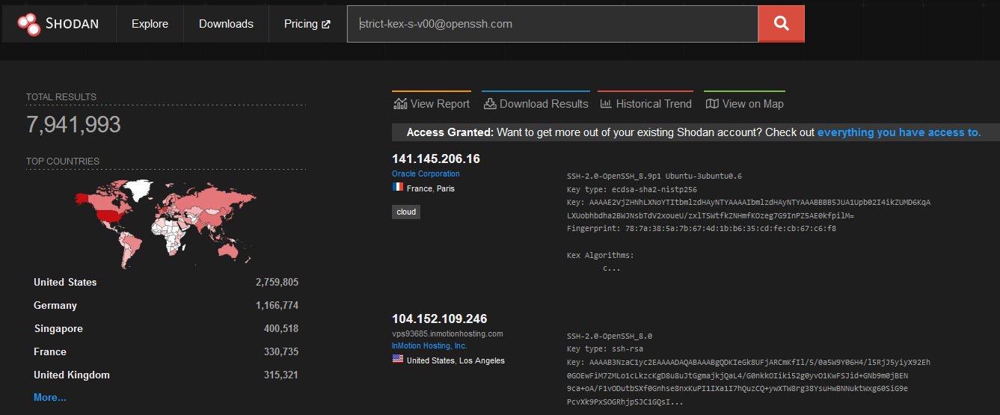 SHODAN
Explore
Downloads
Pricing
strict-kex-s-v00@openssh.com
TOTAL RESULTS
7,941,993
TOP COUNTRIES
United States 2,759,805
Germany 1,166,774
Singapore 400,518
France 330,735
United Kingdom 315,321
More...
View Report
Download Results
Historical Trend
View on Map
Access Granted: Want to get more out of your existing Shodan account? Check out everything you have access to.
141.145.206.16
Oracle Corporation
France, Paris
cloud
SSH-2.0-OpenSSH_8.9p1 Ubuntu-3ubuntu0.6
Key type: ecdsa-sha2-nistp256
Key: AAAAE2VjZHNhLXNoYTItbmlzdHAyNTYAAAAIbmlzdHAyNTYAAABBBB5JUA1Upb02I4ikZUMD6KqA
LXUobhbdha2BWJNsbTdV2xoueU/zxlTSWtfkZNHmfKOzeg7G9InPZ5AE0kfpilM=
Fingerprint: 78:7a:38:5a:7b:67:4d:1b:b6:35:cd:fe:cb:67:c6:f8
Kex Algorithms:
c...
104.152.109.246
vps93685.inmotionhosting.com
InMotion Hosting, Inc.
United States, Los Angeles
SSH-2.0-OpenSSH_8.0
Key type: ssh-rsa
Key: AAAAB3NzaC1yc2EAAAADAQABAAABgQDKIeGk8UFjARCmKfIl/5/0a5W9Y06H4/l5RjJ5yiyX92Eh
0GOEwFiM7ZMLo1cLkzcKgD8u8uJtGgmajkjQaL4/G0nkkOIiki52g0yvO1KwFSJid+GNb9m0jBEN
9ca+oA/F1vODutbSXf0Gnhse8nxKuPI1IXa1I7hQuzCQ+ywXTW8rg38YsuHwBNNuktWxg60SiG9e
PcvXk9PxSOGRhjpSJC1GQsI...